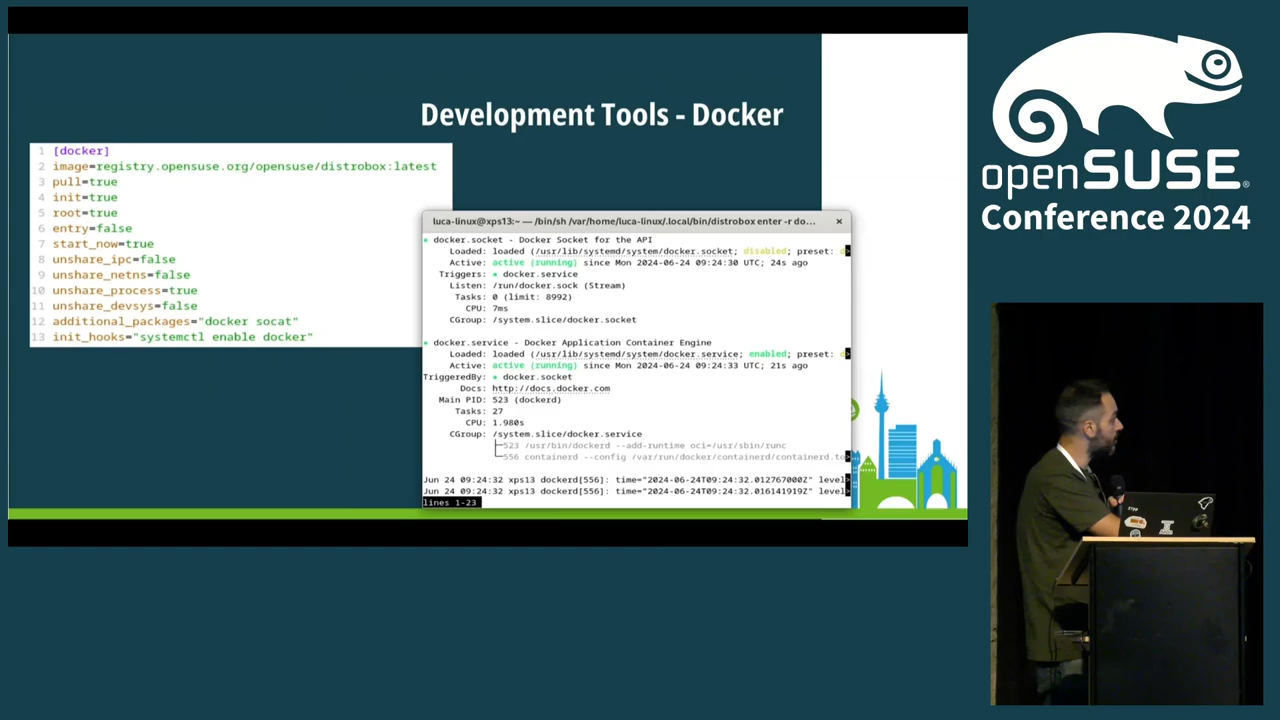 Development Tools - Docker
1 [docker]
2 image=registry.opensuse.org/opensuse/distrobox:latest
3 pull=true
4 init=true
5 root=true
6 entry=false
7 start_now=true
8 unshare_ipc=false
9 unshare_netns=false
10 unshare_process=true
11 unshare_devsys=false
12 additional_packages="docker socat"
13 init_hooks="systemctl enable docker"
luca-linux@xps13:~ — /bin/sh /var/home/luca-linux/.local/bin/distrobox enter -r do...
● docker.socket - Docker Socket for the API
Loaded: loaded (/usr/lib/systemd/system/docker.socket; disabled; preset: d>
Active: active (running) since Mon 2024-06-24 09:24:30 UTC; 24s ago
Triggers: ● docker.service
Listen: /run/docker.sock (Stream)
Tasks: 0 (limit: 8992)
CPU: 7ms
CGroup: /system.slice/docker.socket
● docker.service - Docker Application Container Engine
Loaded: loaded (/usr/lib/systemd/system/docker.service; enabled; preset: d>
Active: active (running) since Mon 2024-06-24 09:24:33 UTC; 21s ago
TriggeredBy: ● docker.socket
Docs: http://docs.docker.com
Main PID: 523 (dockerd)
Tasks: 27
CPU: 1.980s
CGroup: /system.slice/docker.service
├─523 /usr/bin/dockerd --add-runtime oci=/usr/sbin/runc
└─556 containerd --config /var/run/docker/containerd/containerd.to>
Jun 24 09:24:32 xps13 dockerd[556]: time="2024-06-24T09:24:32.012767000Z" level>
Jun 24 09:24:32 xps13 dockerd[556]: time="2024-06-24T09:24:32.016141919Z" level>
lines 1-23
openSUSE®
Conference 2024